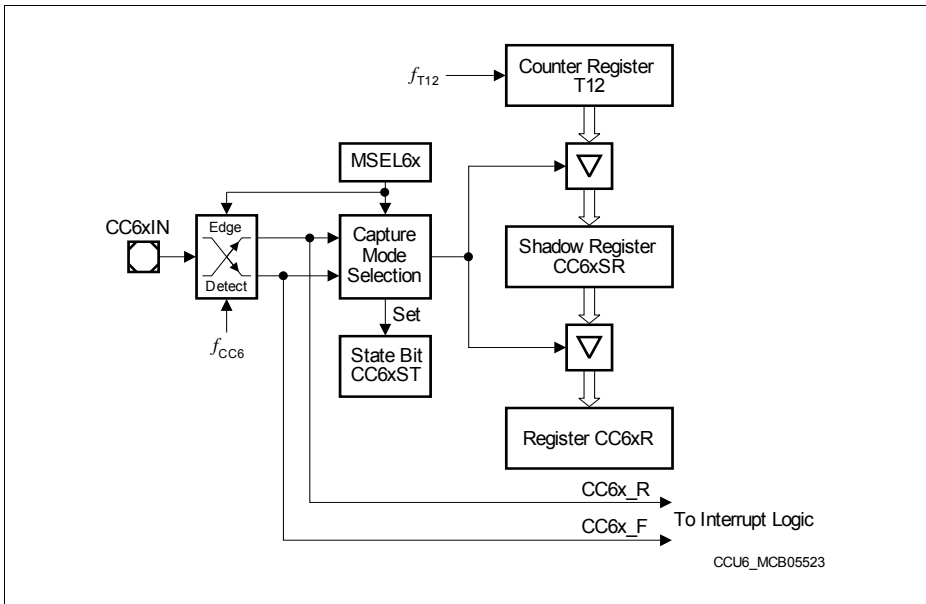 Counter Register
T12
fT12
MSEL6x
CC6xIN
Edge
Detect
Capture
Mode
Selection
Shadow Register
CC6xSR
Set
fCC6
State Bit
CC6xST
Register CC6xR
CC6x_R
To Interrupt Logic
CC6x_F
CCU6_MCB05523